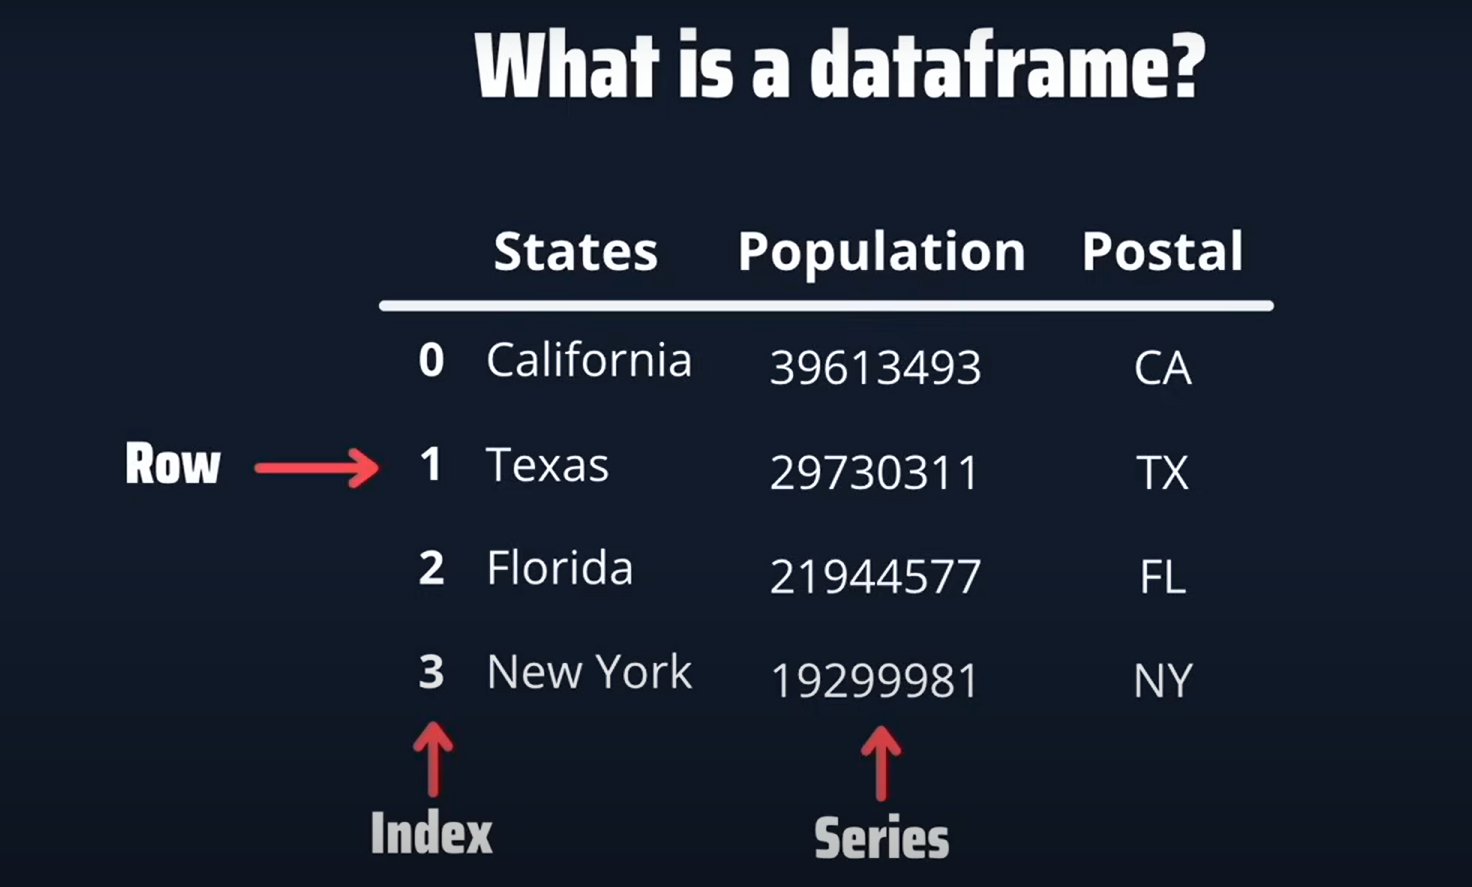 What is a dataframe?
States Population Postal
0 California 39613493 CA
Row 1 Texas 29730311 TX
2 Florida 21944577 FL
3 New York 19299981 NY
Index Series